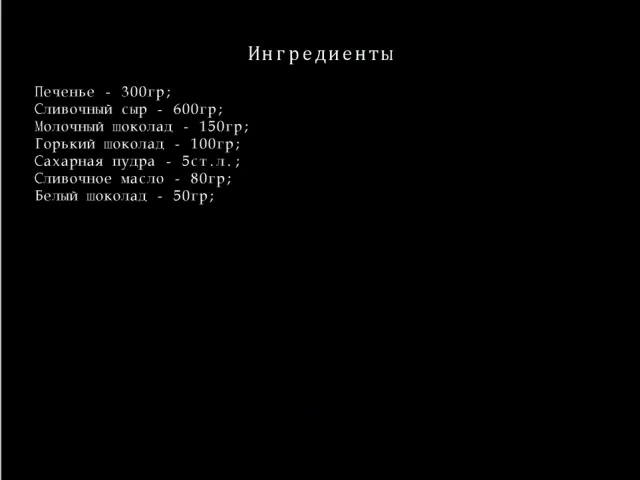 Ингредиенты
Печенье - 300гр;
Сливочный сыр - 600гр;
Молочный шоколад - 150гр;
Горький шоколад - 100гр;
Сахарная пудра - 5ст.л.;
Сливочное масло - 80гр;
Белый шоколад - 50гр;